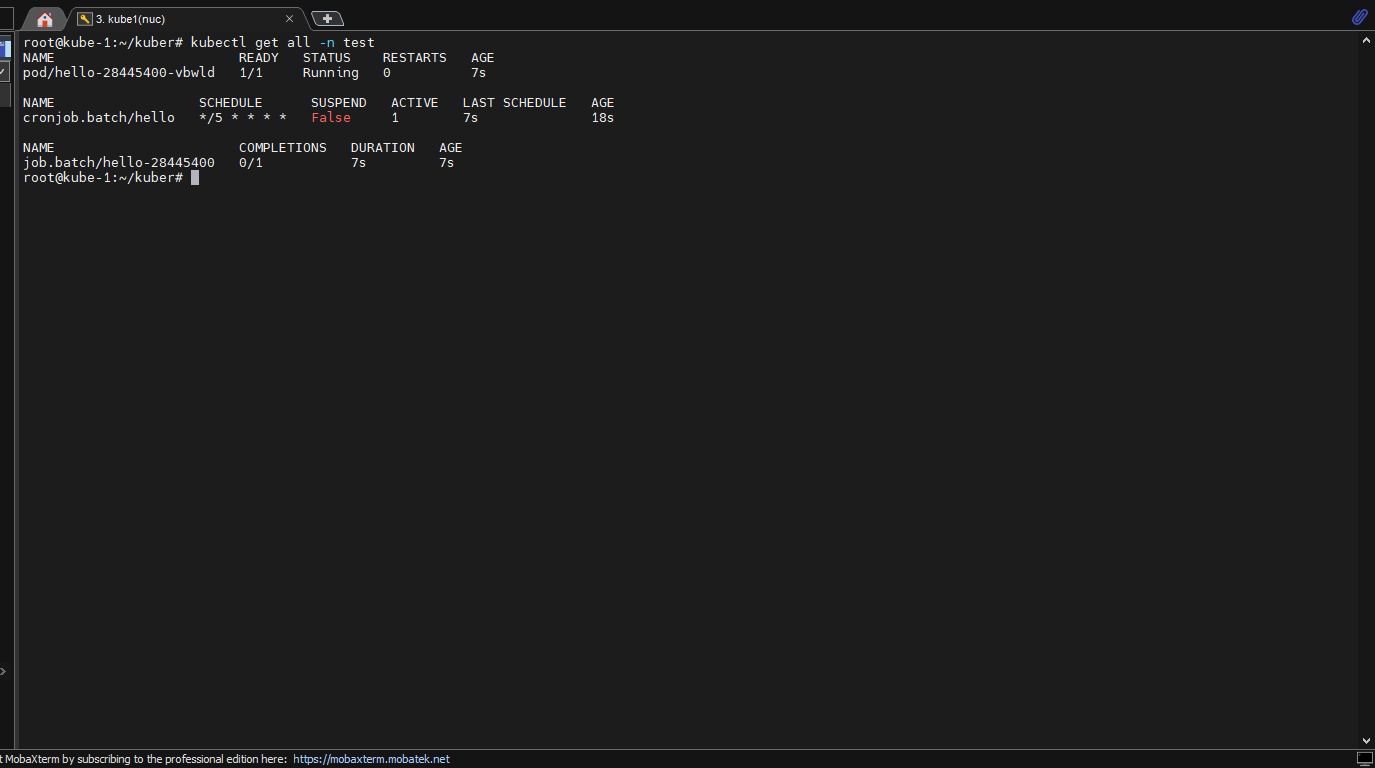 3. kube1(nuc)
root@kube-1:~/kuber# kubectl get all -n test
NAME                       READY   STATUS    RESTARTS   AGE
pod/hello-28445400-vbwld   1/1     Running   0          7s

NAME                  SCHEDULE      SUSPEND   ACTIVE   LAST SCHEDULE   AGE
cronjob.batch/hello   */5 * * * *   False     1        7s              18s

NAME                       COMPLETIONS   DURATION   AGE
job.batch/hello-28445400   0/1           7s         7s
root@kube-1:~/kuber#
t MobaXterm by subscribing to the professional edition here: https://mobaxterm.mobatek.net